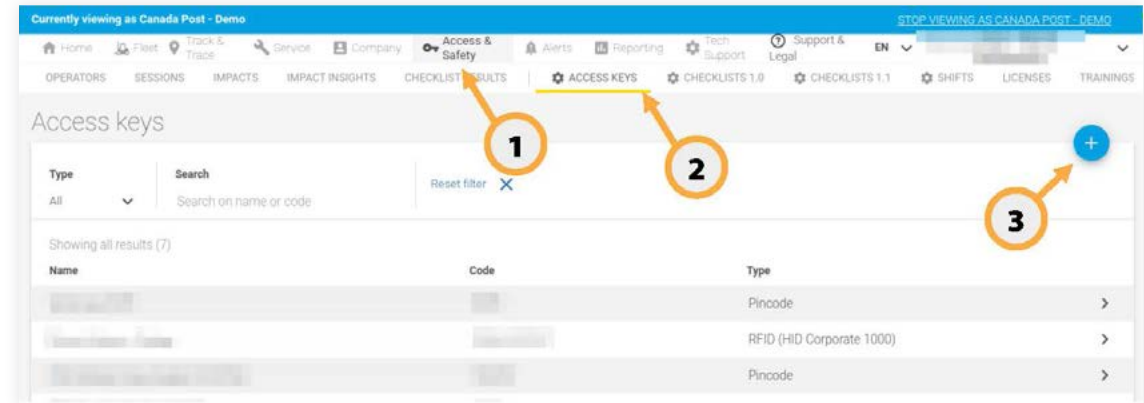 Currently viewing as Canada Post - Demo
STOP VIEWING AS CANADA POST - DEMO
Home Fleet Track & Trace Service Company Access & Safety Alerts Reporting Tech Support Support & Legal EN
OPERATORS SESSIONS IMPACTS IMPACT INSIGHTS CHECKLIST RESULTS ACCESS KEYS CHECKLISTS 1.0 CHECKLISTS 1.1 SHIFTS LICENSES TRAININGS
Access keys
1
2
+
3
Type Search
Reset filter X
All Search on name or code
Showing all results (7)
Name Code Type
Pincode
RFID (HID Corporate 1000)
Pincode